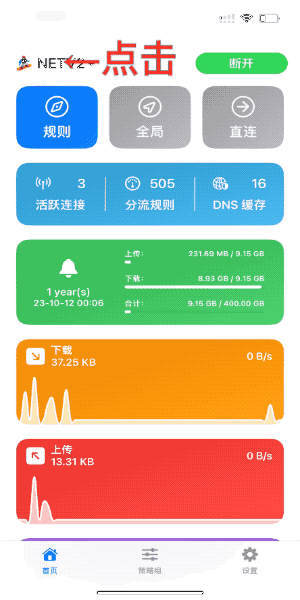 NETV2
点击
断开
规则
全局
直连
3
505
16
活跃连接
分流规则
DNS 缓存
1 year(s)
23-10-12 00:06
上传：
231.69 MB / 9.15 GB
下载：
8.93 GB / 9.15 GB
合计：
9.15 GB / 400.00 GB
下载
37.25 KB
0 B/s
上传
13.31 KB
0 B/s
首页
策略组
设置